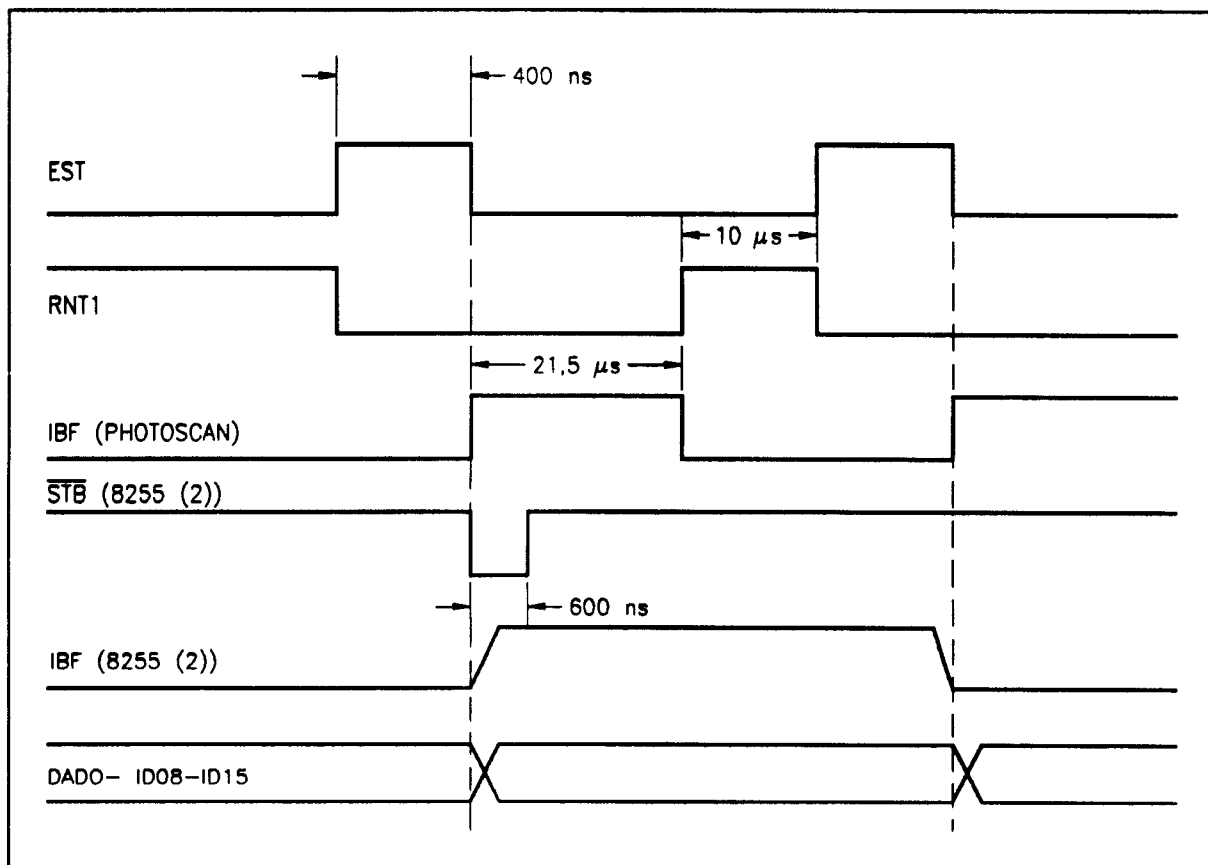 400 ns
EST
10 μs
RNT1
21,5 μs
IBF (PHOTOSCAN)
STB (8255 (2))
600 ns
IBF (8255 (2))
DADO- ID08-ID15